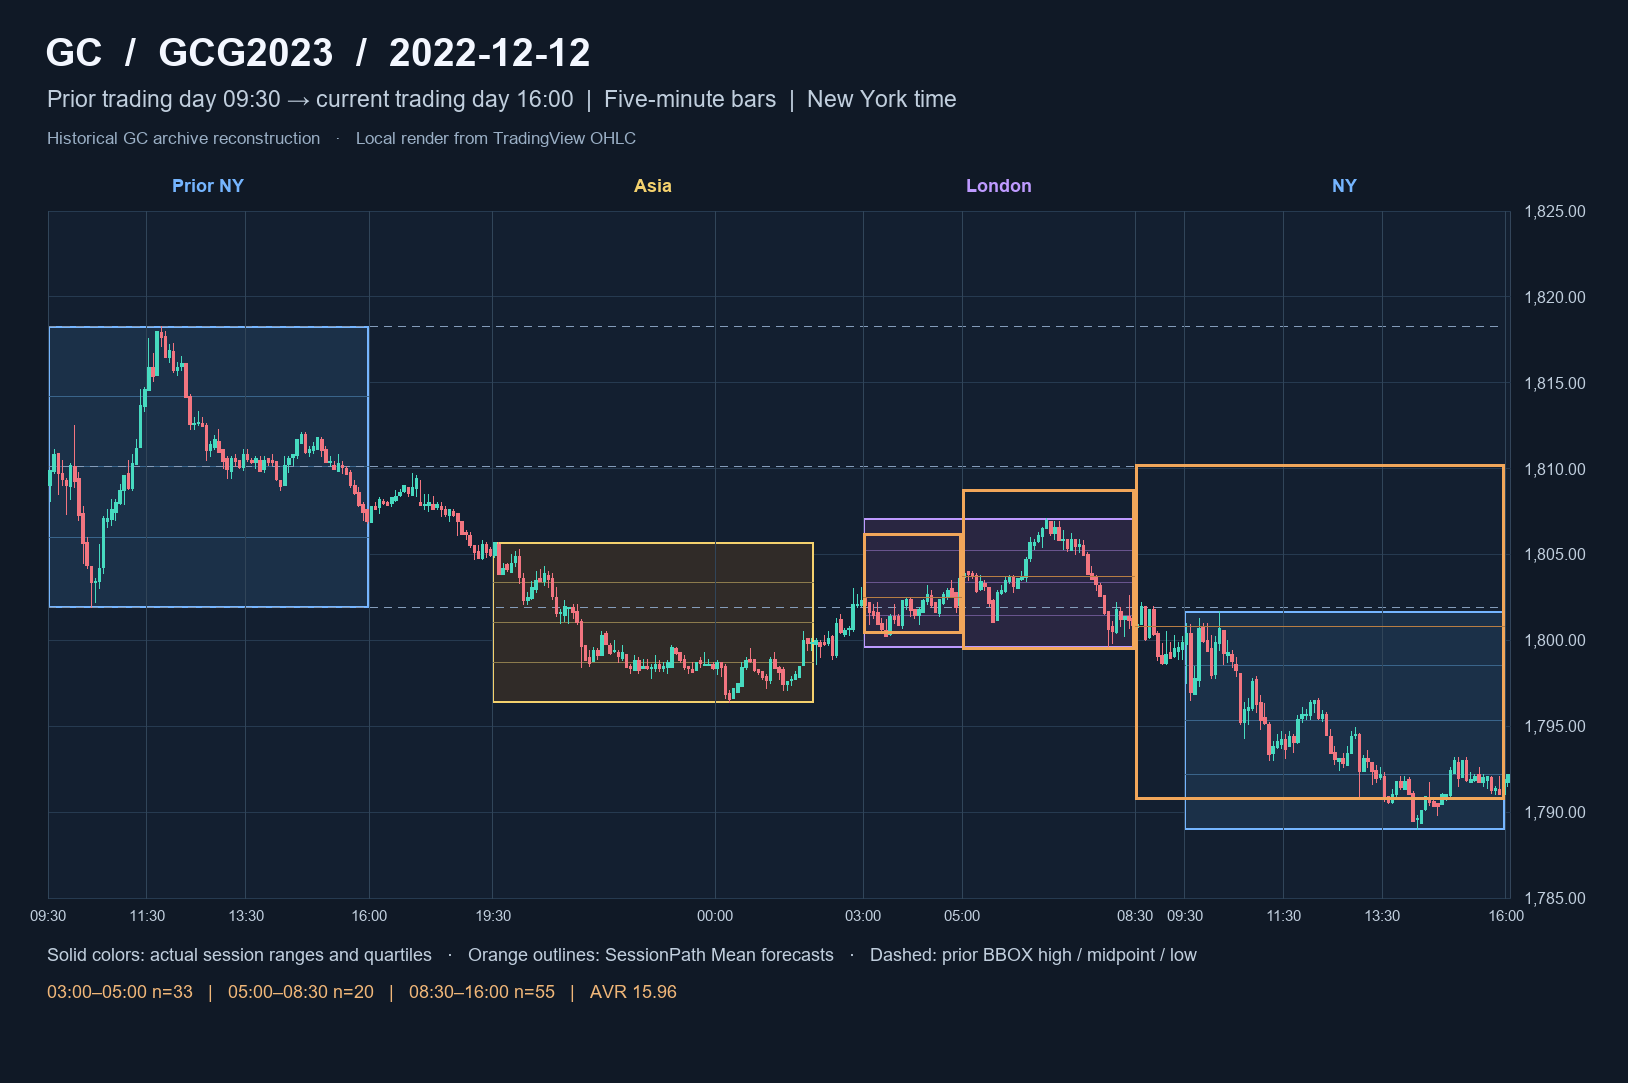 GC / GCG2023 / 2022-12-12
Prior trading day 09:30 → current trading day 16:00 | Five-minute bars | New York time
Historical GC archive reconstruction · Local render from TradingView OHLC
Prior NY Asia London NY
1,825.00
1,820.00
1,815.00
1,810.00
1,805.00
1,800.00
1,795.00
1,790.00
1,785.00
09:30 11:30 13:30 16:00 19:30 00:00 03:00 05:00 08:30 09:30 11:30 13:30 16:00
Solid colors: actual session ranges and quartiles · Orange outlines: SessionPath Mean forecasts · Dashed: prior BBOX high / midpoint / low
03:00–05:00 n=33 | 05:00–08:30 n=20 | 08:30–16:00 n=55 | AVR 15.96